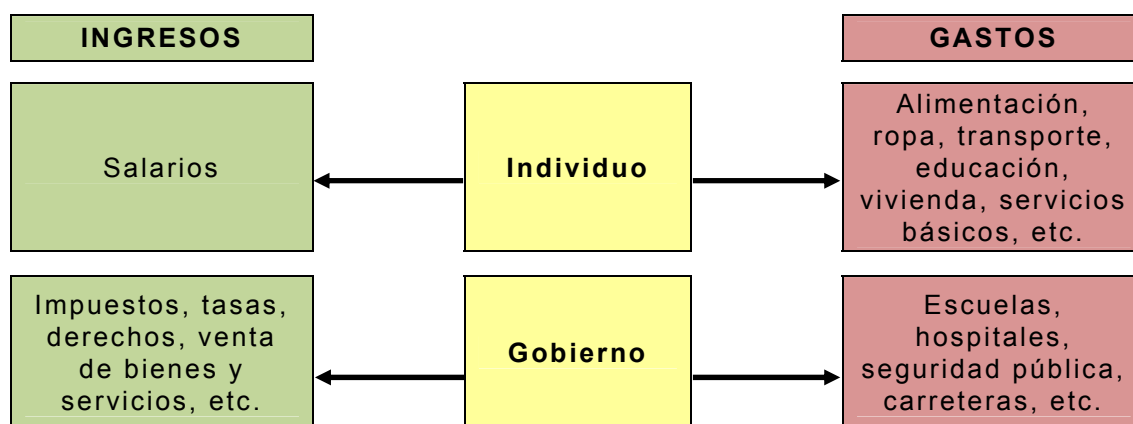 INGRESOS
GASTOS
Salarios
Individuo
Alimentación,
ropa, transporte,
educación,
vivienda, servicios
básicos, etc.
Impuestos, tasas,
derechos, venta
de bienes y
servicios, etc.
Gobierno
Escuelas,
hospitales,
seguridad pública,
carreteras, etc.